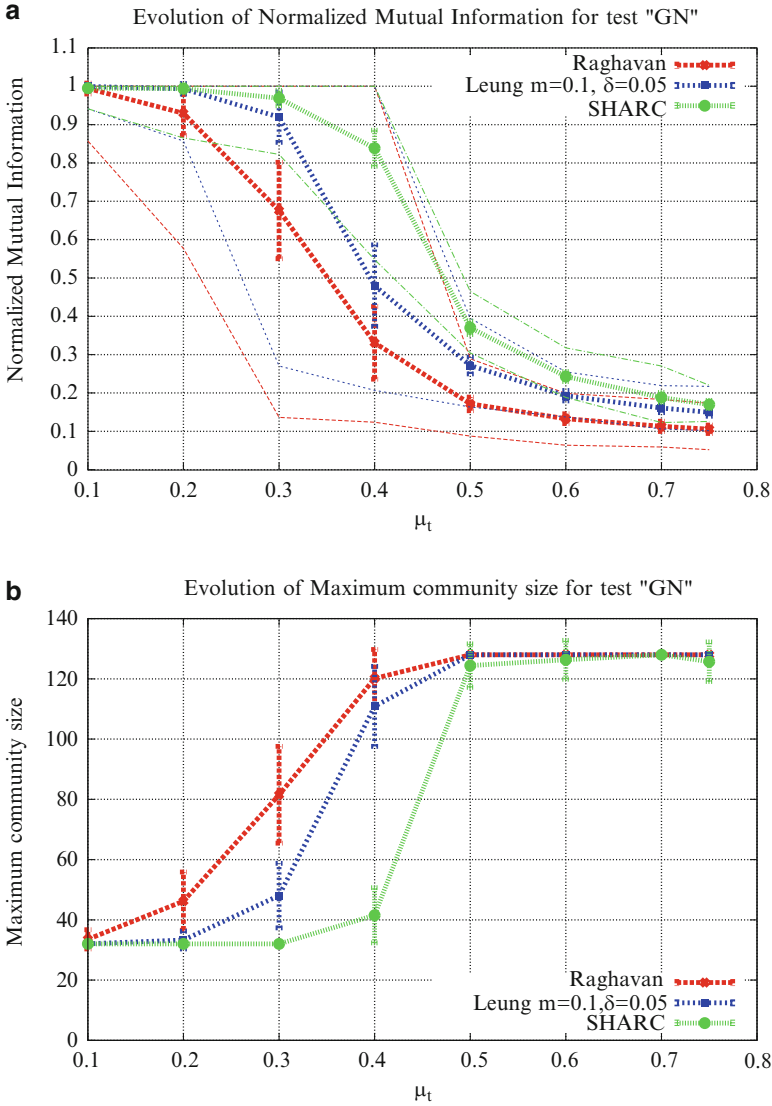 a
Evolution of Normalized Mutual Information for test "GN"
1.1
1
0.9
0.8
0.7
0.6
0.5
0.4
0.3
0.2
0.1
0
Normalized Mutual Information
Raghavan
Leung m=0.1, δ=0.05
SHARC
0.1 0.2 0.3 0.4 0.5 0.6 0.7 0.8
μt
b
Evolution of Maximum community size for test "GN"
140
120
100
80
60
40
20
0
Maximum community size
Raghavan
Leung m=0.1,δ=0.05
SHARC
0.1 0.2 0.3 0.4 0.5 0.6 0.7 0.8
μt